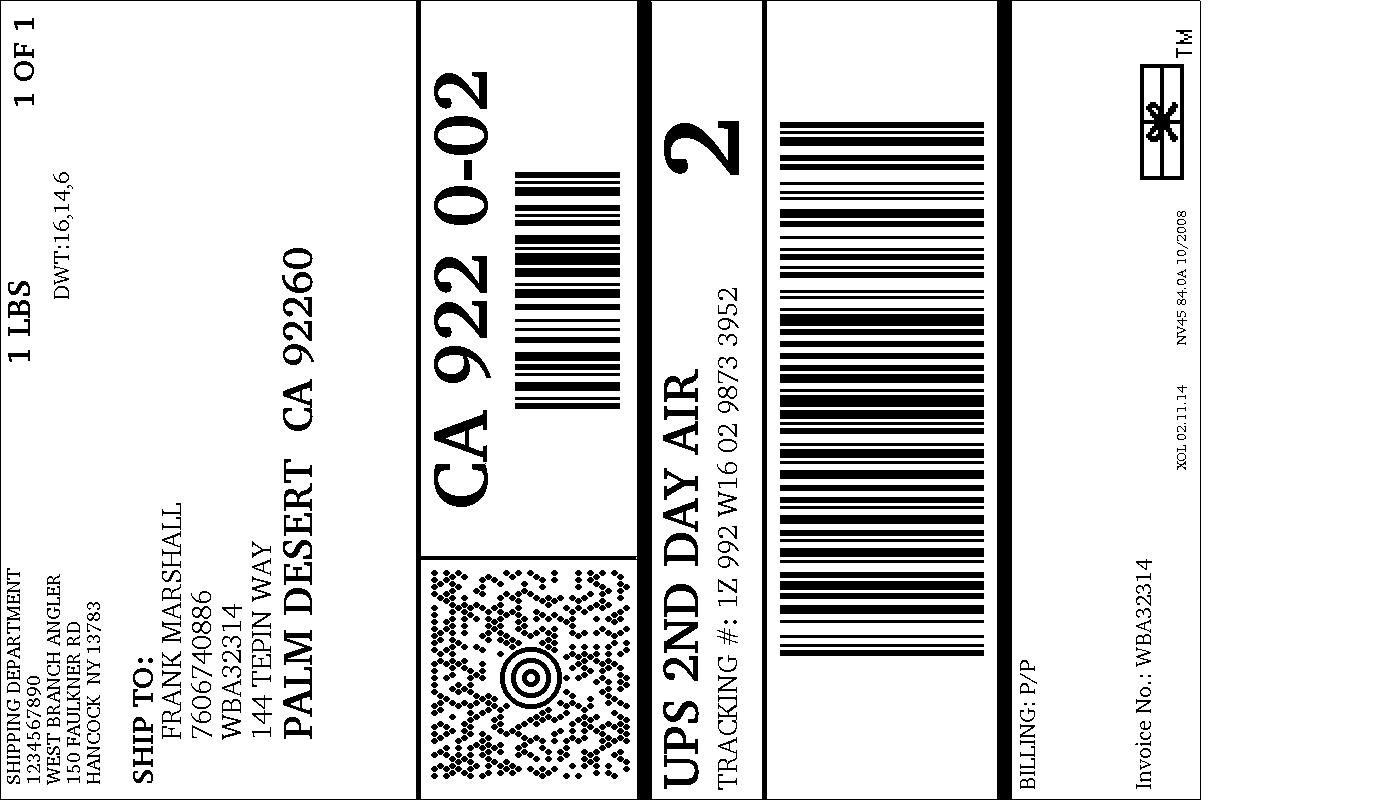 SHIPPING DEPARTMENT
1234567890
WEST BRANCH ANGLER
150 FAULKNER RD
HANCOCK NY 13783
1 LBS
1 OF 1
DWT:16,14,6
SHIP TO:
FRANK MARSHALL
7606740886
WBA32314
144 TEPIN WAY
PALM DESERT CA 92260
CA 922 0-02
UPS 2ND DAY AIR
2
TRACKING #: 1Z 992 W16 02 9873 3952
BILLING: P/P
Invoice No.: WBA32314
XOL 02.11.14
NV45 84.0A 10/2008
TM